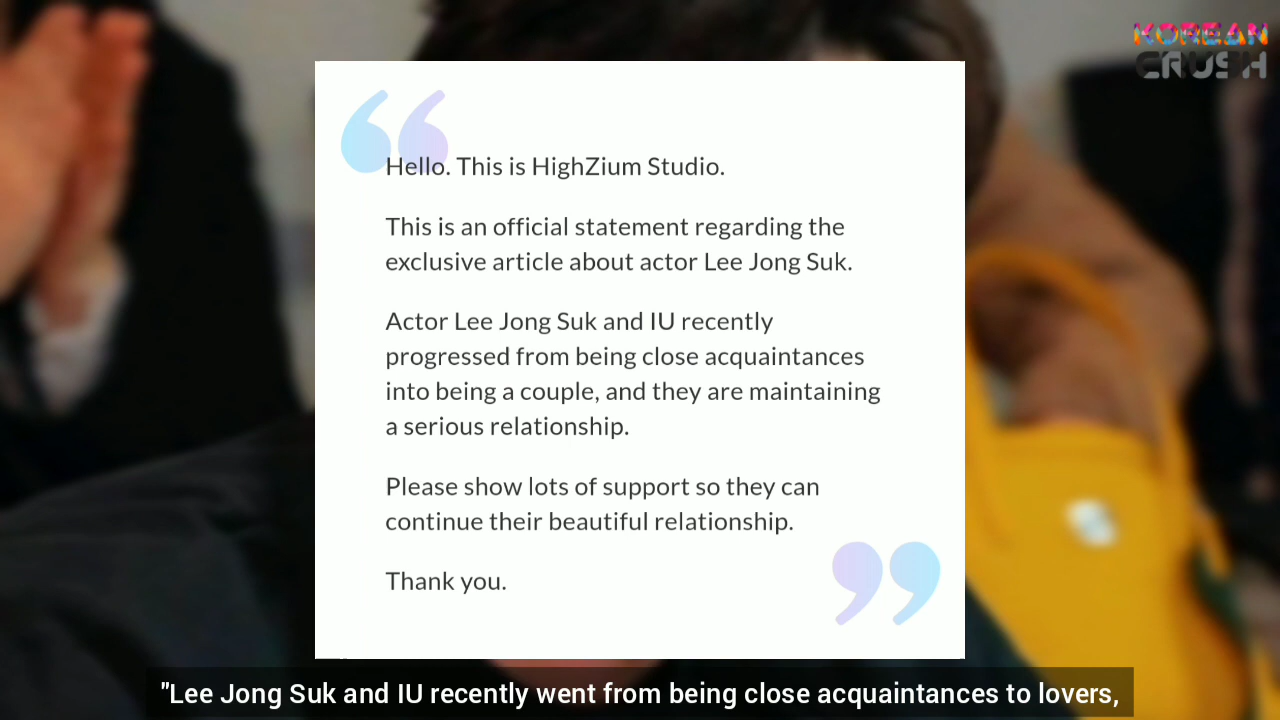 KOREAN
CRUSH
Hello. This is HighZium Studio.
This is an official statement regarding the
exclusive article about actor Lee Jong Suk.
Actor Lee Jong Suk and IU recently
progressed from being close acquaintances
into being a couple, and they are maintaining
a serious relationship.
Please show lots of support so they can
continue their beautiful relationship.
Thank you.
"Lee Jong Suk and IU recently went from being close acquaintances to lovers,